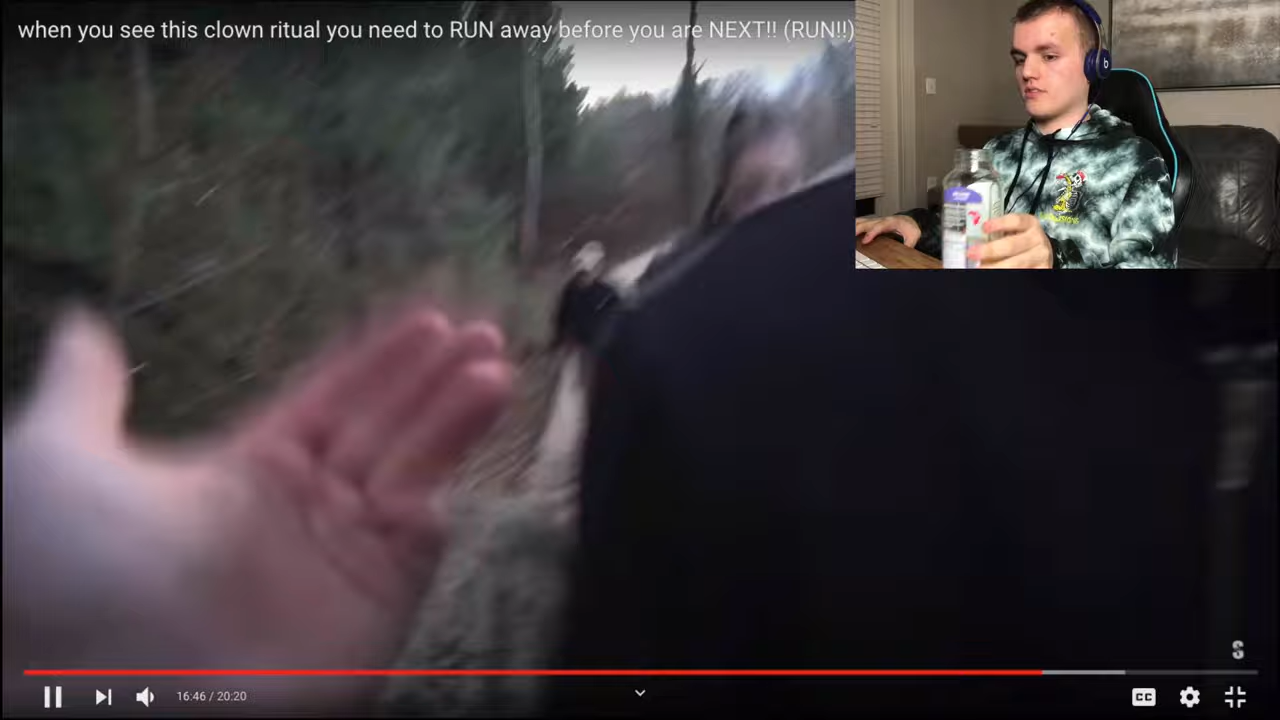 when you see this clown ritual you need to RUN away before you are NEXT!! (RUN!!)
16:46 / 20:20
CC
S